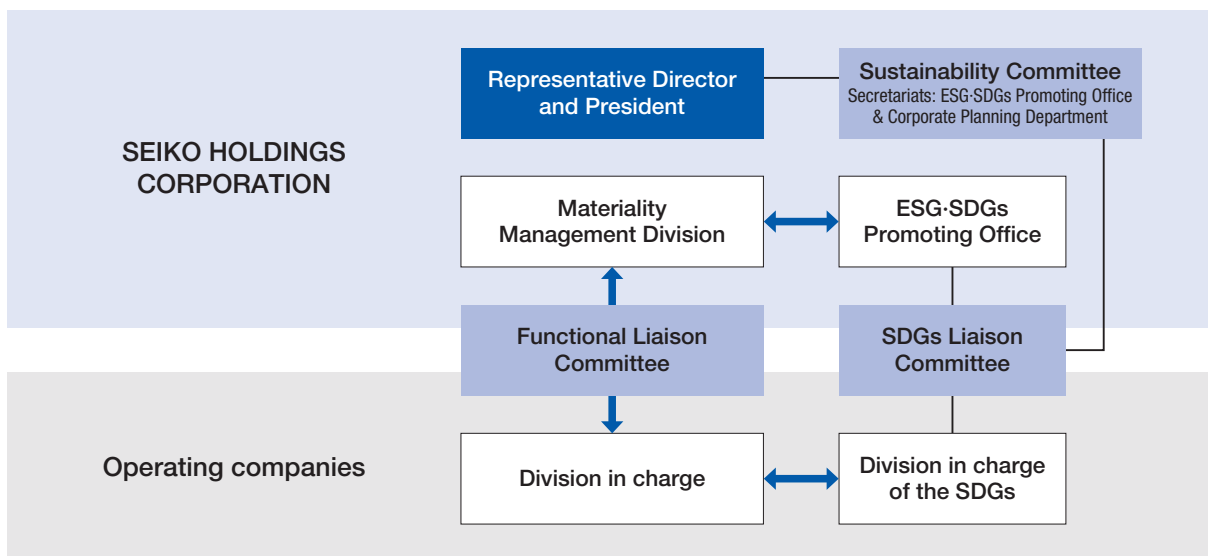 Representative Director
and President
Sustainability Committee
Secretariats: ESG·SDGs Promoting Office
& Corporate Planning Department
SEIKO HOLDINGS
CORPORATION
Materiality
Management Division
ESG·SDGs
Promoting Office
Functional Liaison
Committee
SDGs Liaison
Committee
Operating companies
Division in charge
Division in charge
of the SDGs